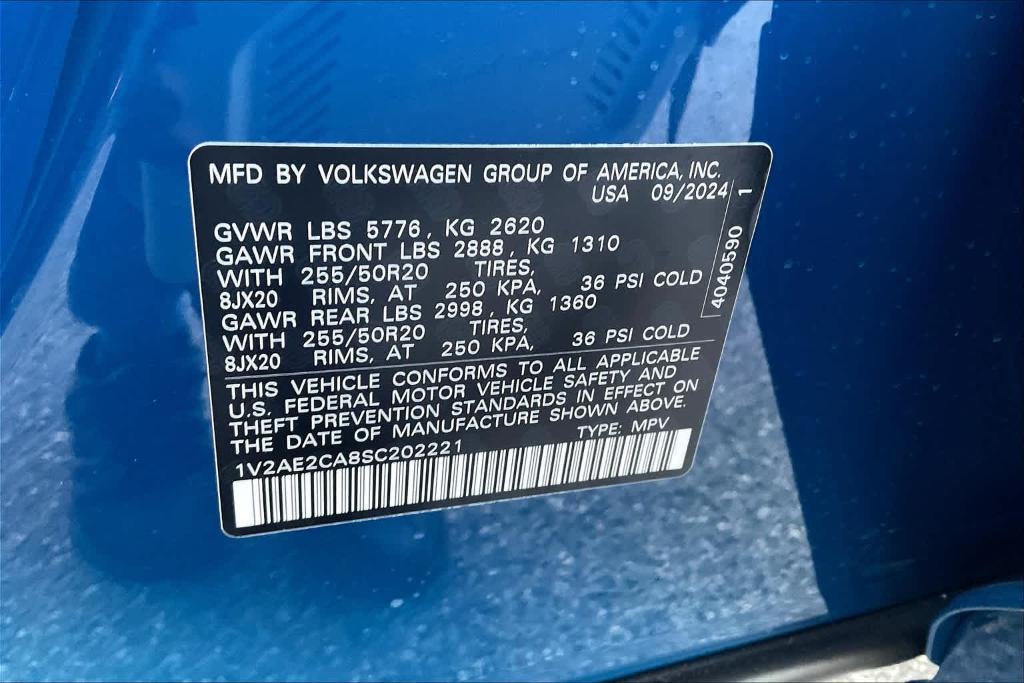 MFD BY VOLKSWAGEN GROUP OF AMERICA, INC.
USA 09/2024
GVWR LBS 5776, KG 2620
GAWR FRONT LBS 2888, KG 1310
WITH 255/50R20 TIRES,
8JX20 RIMS, AT 250 KPA, 36 PSI COLD
GAWR REAR LBS 2998, KG 1360
WITH 255/50R20 TIRES,
8JX20 RIMS, AT 250 KPA, 36 PSI COLD
4040590 1
THIS VEHICLE CONFORMS TO ALL APPLICABLE
U.S. FEDERAL MOTOR VEHICLE SAFETY AND
THEFT PREVENTION STANDARDS IN EFFECT ON
THE DATE OF MANUFACTURE SHOWN ABOVE.
1V2AE2CA8SC202221 TYPE: MPV